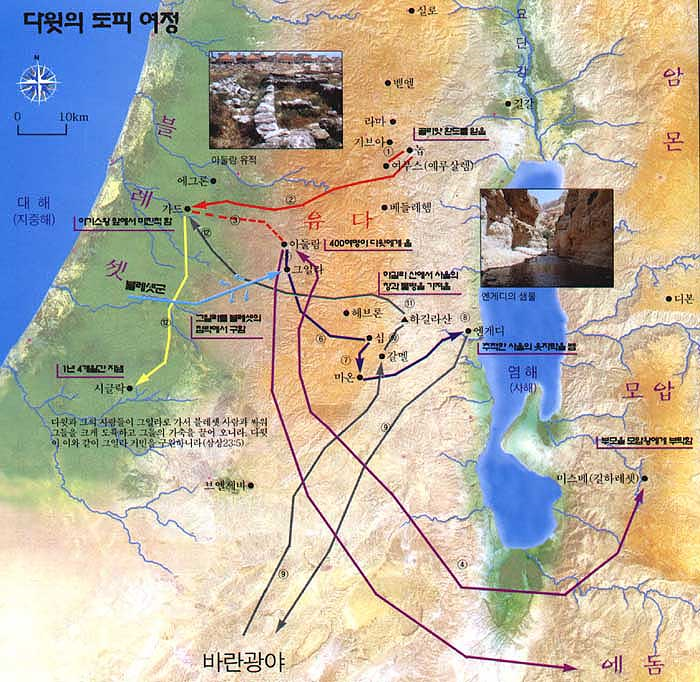 다윗의 도피 여정
N
0 10km
실로
요
단
강
벧엘
길갈
암
몬
라마
기브아
골리앗 환도를 얻음
①
놉
여부스(예루살렘)
아둘람 유적
블
레
셋
에그론
②
대 해
(지중해)
가드
아기스왕 앞에서 미친척 함
③
베들레헴
유 다
⑫
아둘람
400여명이 다윗에게 옴
그일라
하길라 산에서 사울의
창과 물병을 가져옴
엔게디의 샘물
블레셋군
디본
⑪
헤브론
하길라산
⑧
엔게디
그일라를 블레셋의
침략에서 구함
⑫
⑥
십
⑩
추적한 사울의 옷자락을 벰
⑦
갈멜
1년 4개월간 지냄
마온
염 해
(사해)
시글락
모 압
다윗과 그의 사람들이 그일라로 가서 블레셋 사람과 싸워
그들을 크게 도륙하고 그들의 가축을 끌어 오니라. 다윗
이 이와 같이 그일라 거민을 구원하니라(삼상23:5)
⑨
부모를 모압왕에게 부탁함
브엘세바
미스베(길하레셋)
④
⑨
바란광야
에 돔